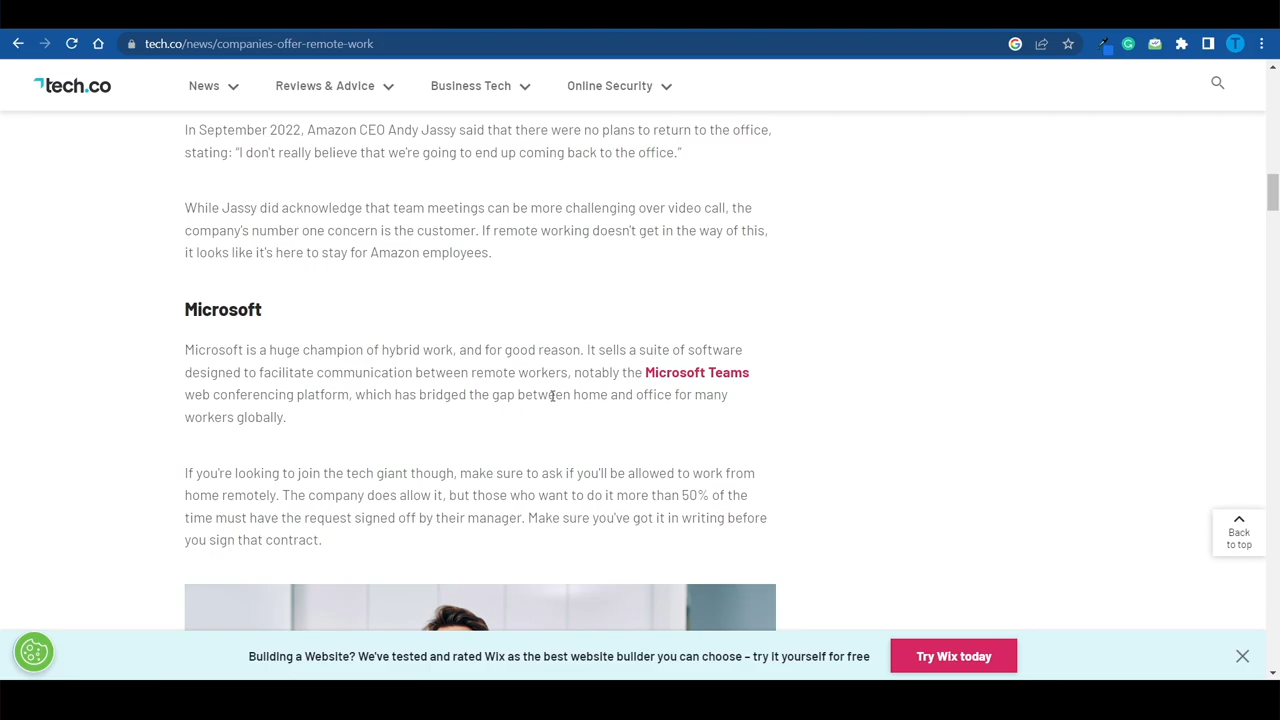 tech.co/news/companies-offer-remote-work
tech.co
News
Reviews & Advice
Business Tech
Online Security
In September 2022, Amazon CEO Andy Jassy said that there were no plans to return to the office,
stating: “I don't really believe that we’re going to end up coming back to the office.”
While Jassy did acknowledge that team meetings can be more challenging over video call, the
company's number one concern is the customer. If remote working doesn't get in the way of this,
it looks like it's here to stay for Amazon employees.
Microsoft
Microsoft is a huge champion of hybrid work, and for good reason. It sells a suite of software
designed to facilitate communication between remote workers, notably the Microsoft Teams
web conferencing platform, which has bridged the gap between home and office for many
workers globally.
If you're looking to join the tech giant though, make sure to ask if you'll be allowed to work from
home remotely. The company does allow it, but those who want to do it more than 50% of the
time must have the request signed off by their manager. Make sure you've got it in writing before
you sign that contract.
Back
to top
Building a Website? We've tested and rated Wix as the best website builder you can choose – try it yourself for free
Try Wix today